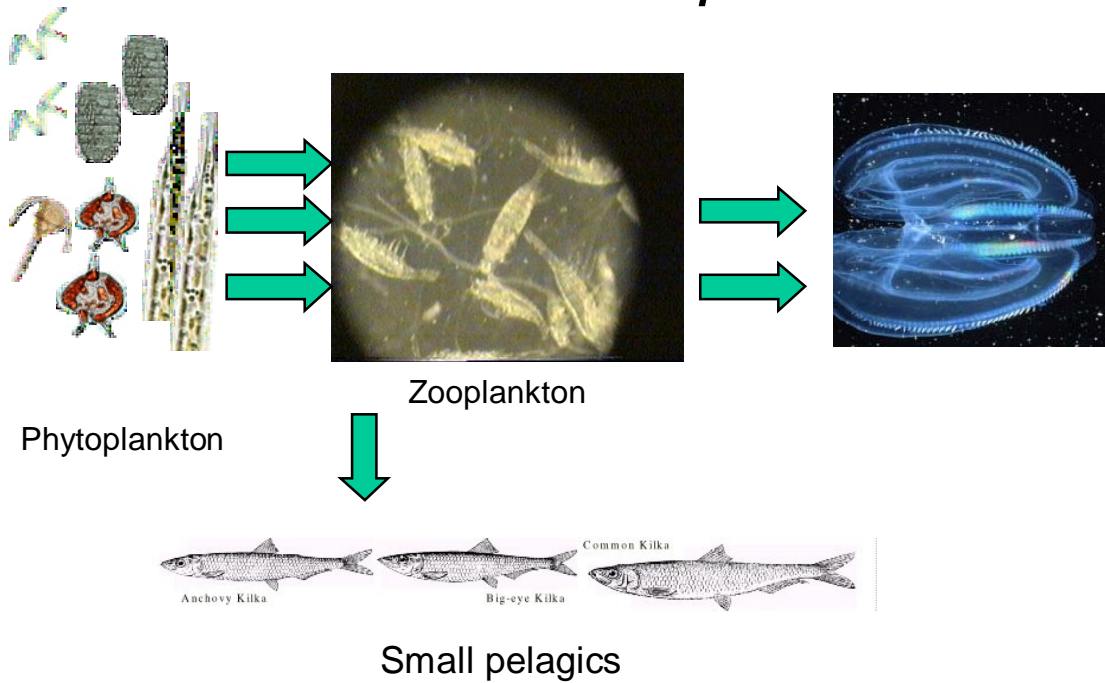 Zooplankton
Phytoplankton
Common Kilka
Anchovy Kilka
Big-eye Kilka
Small pelagics